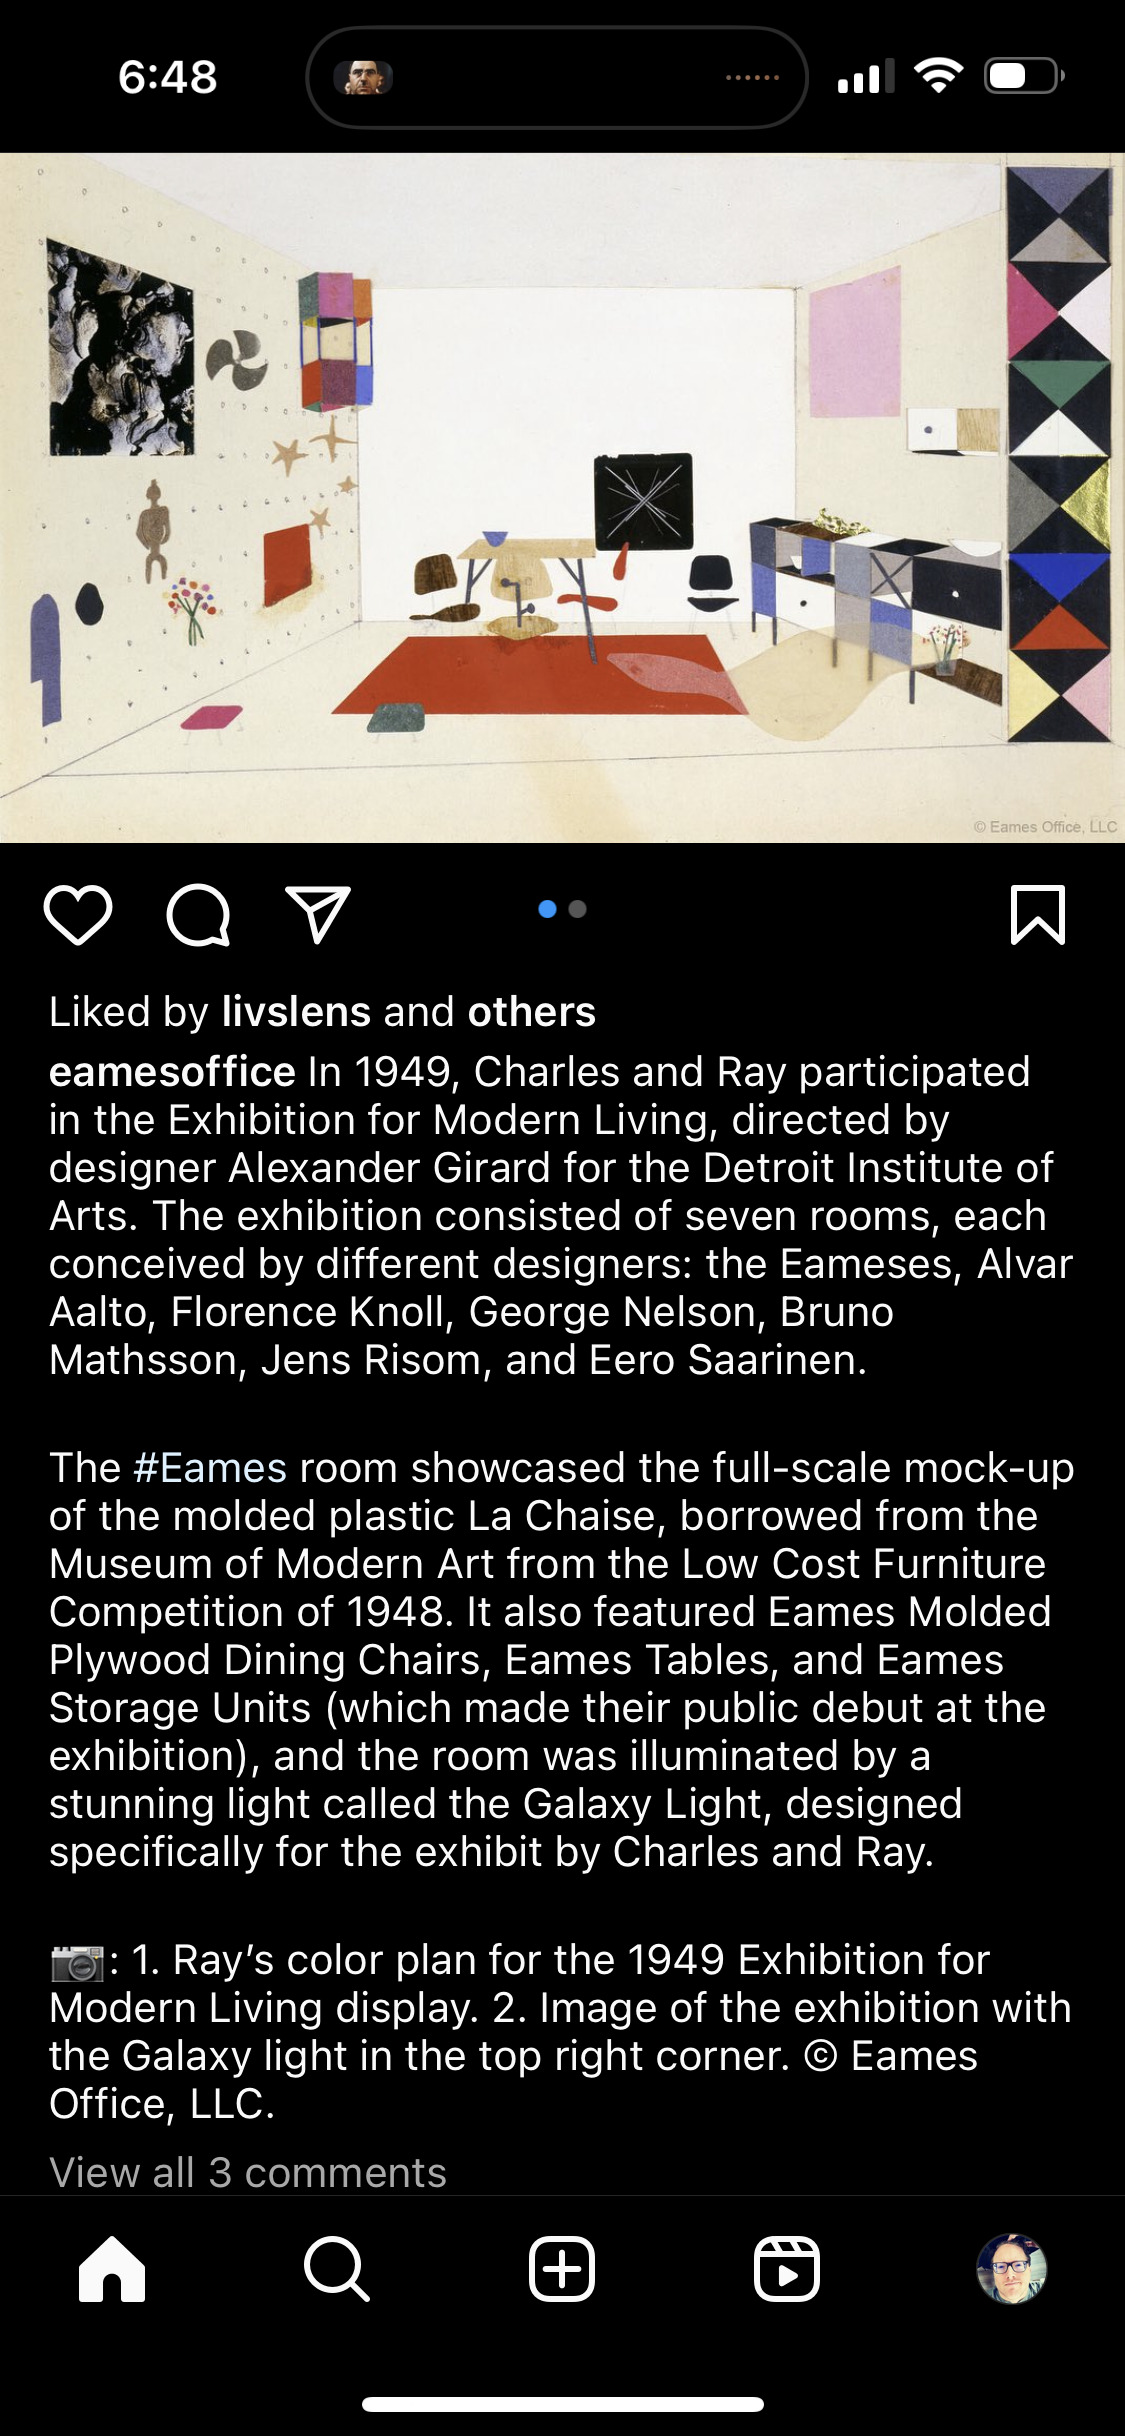 6:48
© Eames Office, LLC
Liked by livslens and others
eamesoffice In 1949, Charles and Ray participated
in the Exhibition for Modern Living, directed by
designer Alexander Girard for the Detroit Institute of
Arts. The exhibition consisted of seven rooms, each
conceived by different designers: the Eameses, Alvar
Aalto, Florence Knoll, George Nelson, Bruno
Mathsson, Jens Risom, and Eero Saarinen.
The #Eames room showcased the full-scale mock-up
of the molded plastic La Chaise, borrowed from the
Museum of Modern Art from the Low Cost Furniture
Competition of 1948. It also featured Eames Molded
Plywood Dining Chairs, Eames Tables, and Eames
Storage Units (which made their public debut at the
exhibition), and the room was illuminated by a
stunning light called the Galaxy Light, designed
specifically for the exhibit by Charles and Ray.
📷: 1. Ray’s color plan for the 1949 Exhibition for
Modern Living display. 2. Image of the exhibition with
the Galaxy light in the top right corner. © Eames
Office, LLC.
View all 3 comments